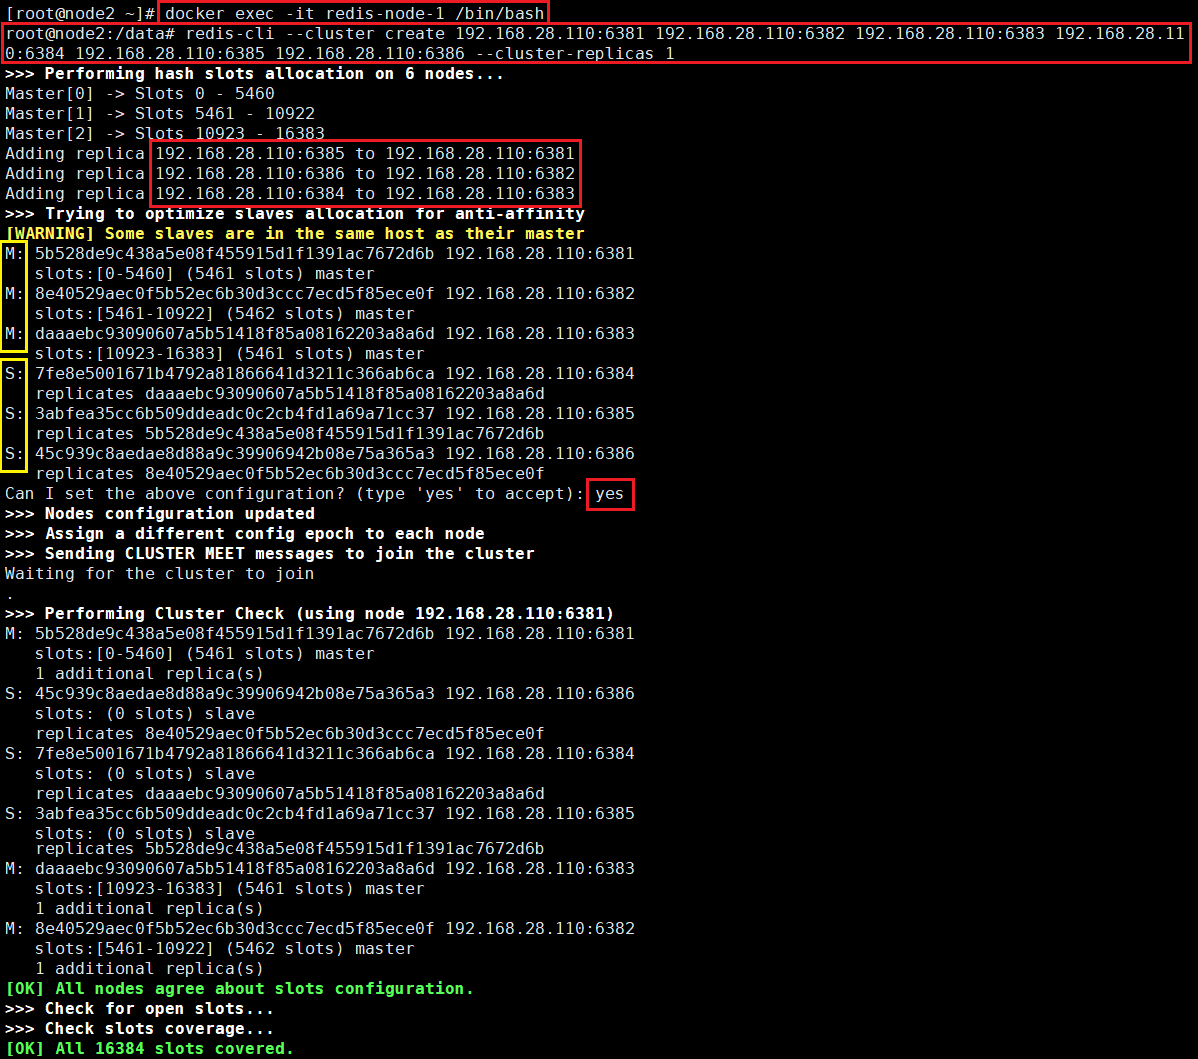 [root@node2 ~]# docker exec -it redis-node-1 /bin/bash
root@node2:/data# redis-cli --cluster create 192.168.28.110:6381 192.168.28.110:6382 192.168.28.110:6383 192.168.28.11
0:6384 192.168.28.110:6385 192.168.28.110:6386 --cluster-replicas 1
>>> Performing hash slots allocation on 6 nodes...
Master[0] -> Slots 0 - 5460
Master[1] -> Slots 5461 - 10922
Master[2] -> Slots 10923 - 16383
Adding replica 192.168.28.110:6385 to 192.168.28.110:6381
Adding replica 192.168.28.110:6386 to 192.168.28.110:6382
Adding replica 192.168.28.110:6384 to 192.168.28.110:6383
>>> Trying to optimize slaves allocation for anti-affinity
[WARNING] Some slaves are in the same host as their master
M: 5b528de9c438a5e08f455915d1f1391ac7672d6b 192.168.28.110:6381
   slots:[0-5460] (5461 slots) master
M: 8e40529aec0f5b52ec6b30d3ccc7ecd5f85ece0f 192.168.28.110:6382
   slots:[5461-10922] (5462 slots) master
M: daaaebc93090607a5b51418f85a08162203a8a6d 192.168.28.110:6383
   slots:[10923-16383] (5461 slots) master
S: 7fe8e5001671b4792a81866641d3211c366ab6ca 192.168.28.110:6384
   replicates daaaebc93090607a5b51418f85a08162203a8a6d
S: 3abfea35cc6b509ddeadc0c2cb4fd1a69a71cc37 192.168.28.110:6385
   replicates 5b528de9c438a5e08f455915d1f1391ac7672d6b
S: 45c939c8aedae8d88a9c39906942b08e75a365a3 192.168.28.110:6386
   replicates 8e40529aec0f5b52ec6b30d3ccc7ecd5f85ece0f
Can I set the above configuration? (type 'yes' to accept): yes
>>> Nodes configuration updated
>>> Assign a different config epoch to each node
>>> Sending CLUSTER MEET messages to join the cluster
Waiting for the cluster to join
.
>>> Performing Cluster Check (using node 192.168.28.110:6381)
M: 5b528de9c438a5e08f455915d1f1391ac7672d6b 192.168.28.110:6381
   slots:[0-5460] (5461 slots) master
   1 additional replica(s)
S: 45c939c8aedae8d88a9c39906942b08e75a365a3 192.168.28.110:6386
   slots: (0 slots) slave
   replicates 8e40529aec0f5b52ec6b30d3ccc7ecd5f85ece0f
S: 7fe8e5001671b4792a81866641d3211c366ab6ca 192.168.28.110:6384
   slots: (0 slots) slave
   replicates daaaebc93090607a5b51418f85a08162203a8a6d
S: 3abfea35cc6b509ddeadc0c2cb4fd1a69a71cc37 192.168.28.110:6385
   slots: (0 slots) slave
   replicates 5b528de9c438a5e08f455915d1f1391ac7672d6b
M: daaaebc93090607a5b51418f85a08162203a8a6d 192.168.28.110:6383
   slots:[10923-16383] (5461 slots) master
   1 additional replica(s)
M: 8e40529aec0f5b52ec6b30d3ccc7ecd5f85ece0f 192.168.28.110:6382
   slots:[5461-10922] (5462 slots) master
   1 additional replica(s)
[OK] All nodes agree about slots configuration.
>>> Check for open slots...
>>> Check slots coverage...
[OK] All 16384 slots covered.